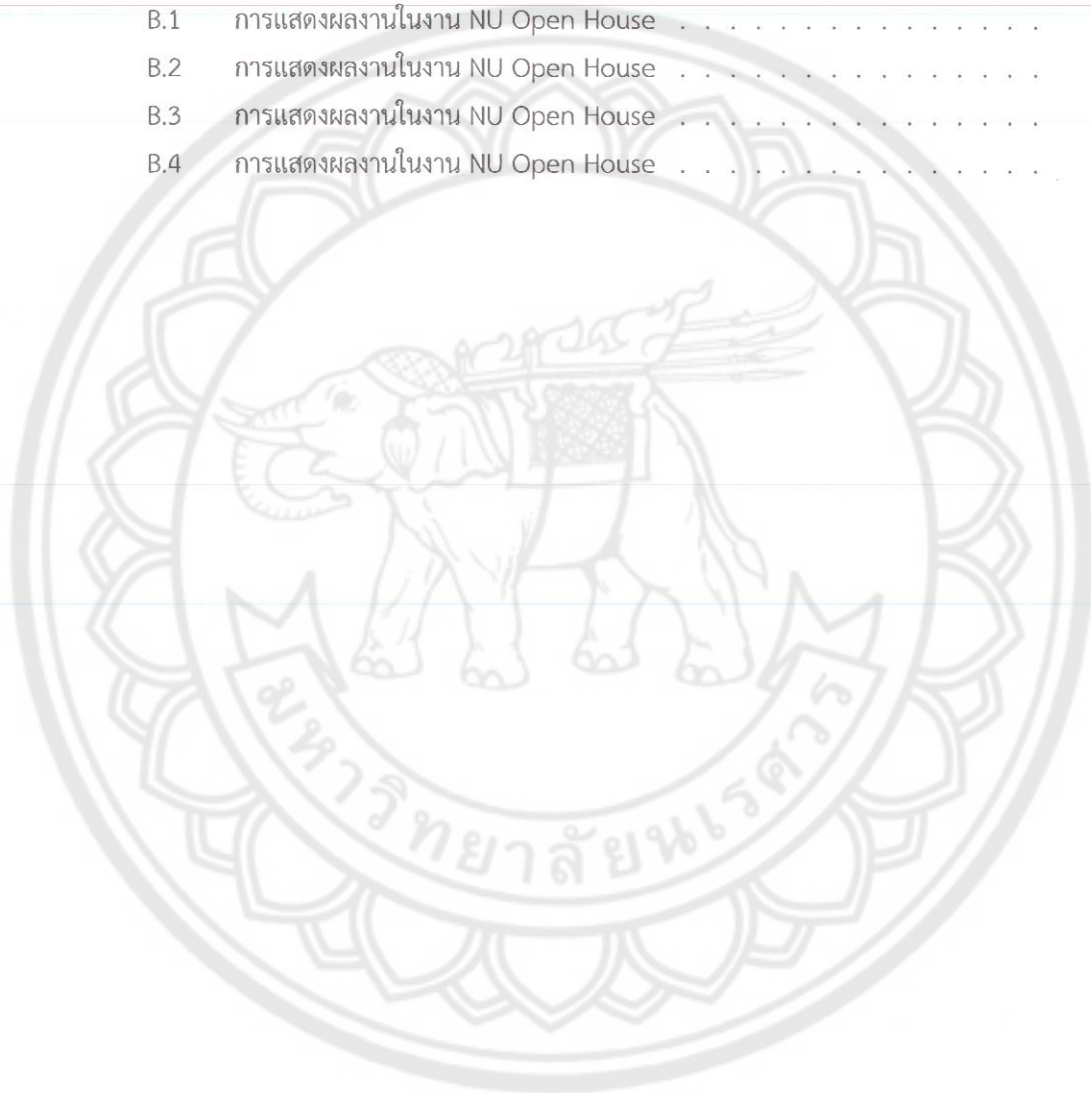 B.1 การแสดงผลงานในงาน NU Open House . . . . . . . . . . . . . . .
B.2 การแสดงผลงานในงาน NU Open House . . . . . . . . . . . . . . .
B.3 การแสดงผลงานในงาน NU Open House . . . . . . . . . . . . . . .
B.4 การแสดงผลงานในงาน NU Open House . . . . . . . . . . . . . . .
มหาวิทยาลัยนเรศวร